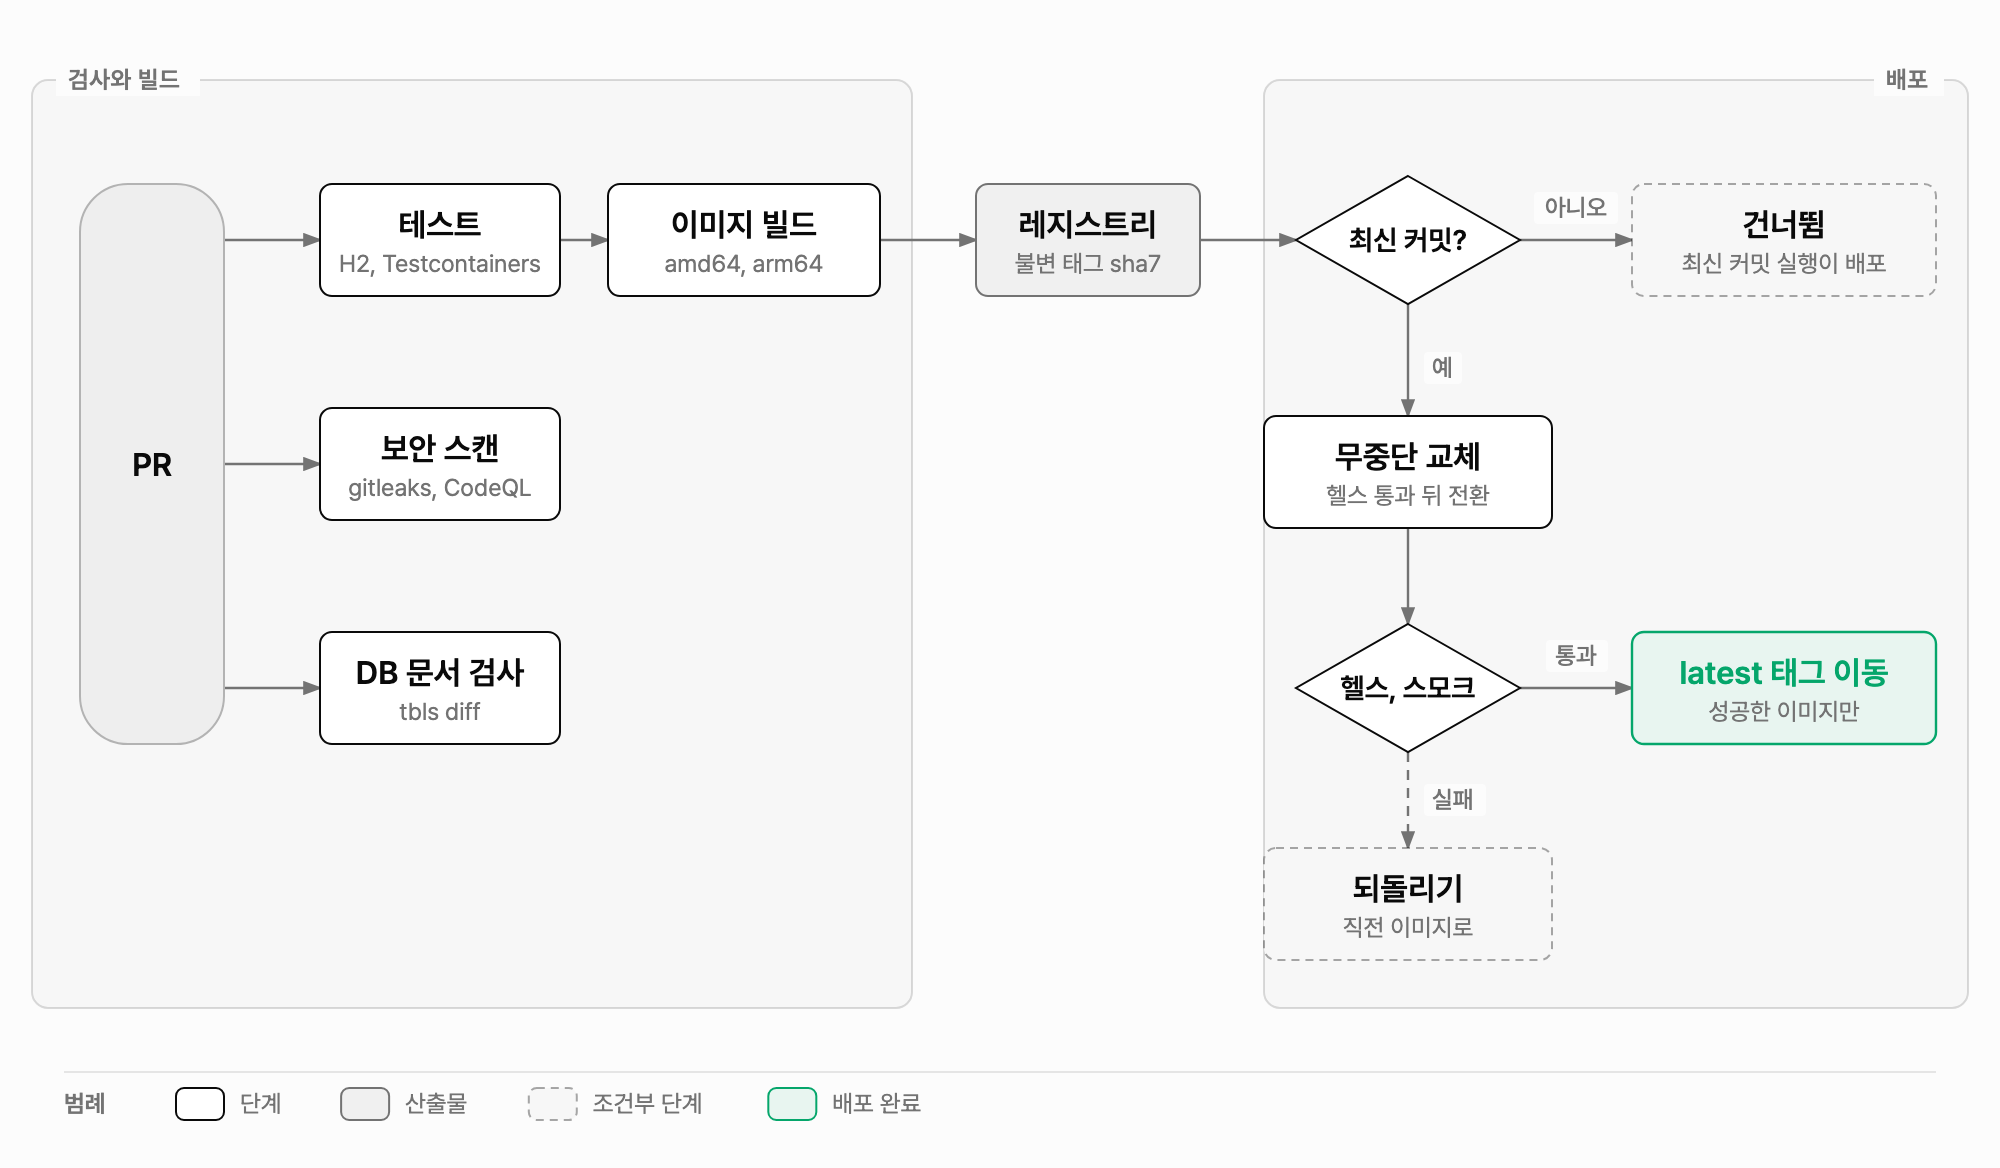 검사와 빌드
배포
PR
테스트
H2, Testcontainers
이미지 빌드
amd64, arm64
레지스트리
불변 태그 sha7
최신 커밋?
아니오
건너뜀
최신 커밋 실행이 배포
예
보안 스캔
gitleaks, CodeQL
무중단 교체
헬스 통과 뒤 전환
DB 문서 검사
tbls diff
헬스, 스모크
통과
latest 태그 이동
성공한 이미지만
실패
되돌리기
직전 이미지로
범례
단계
산출물
조건부 단계
배포 완료